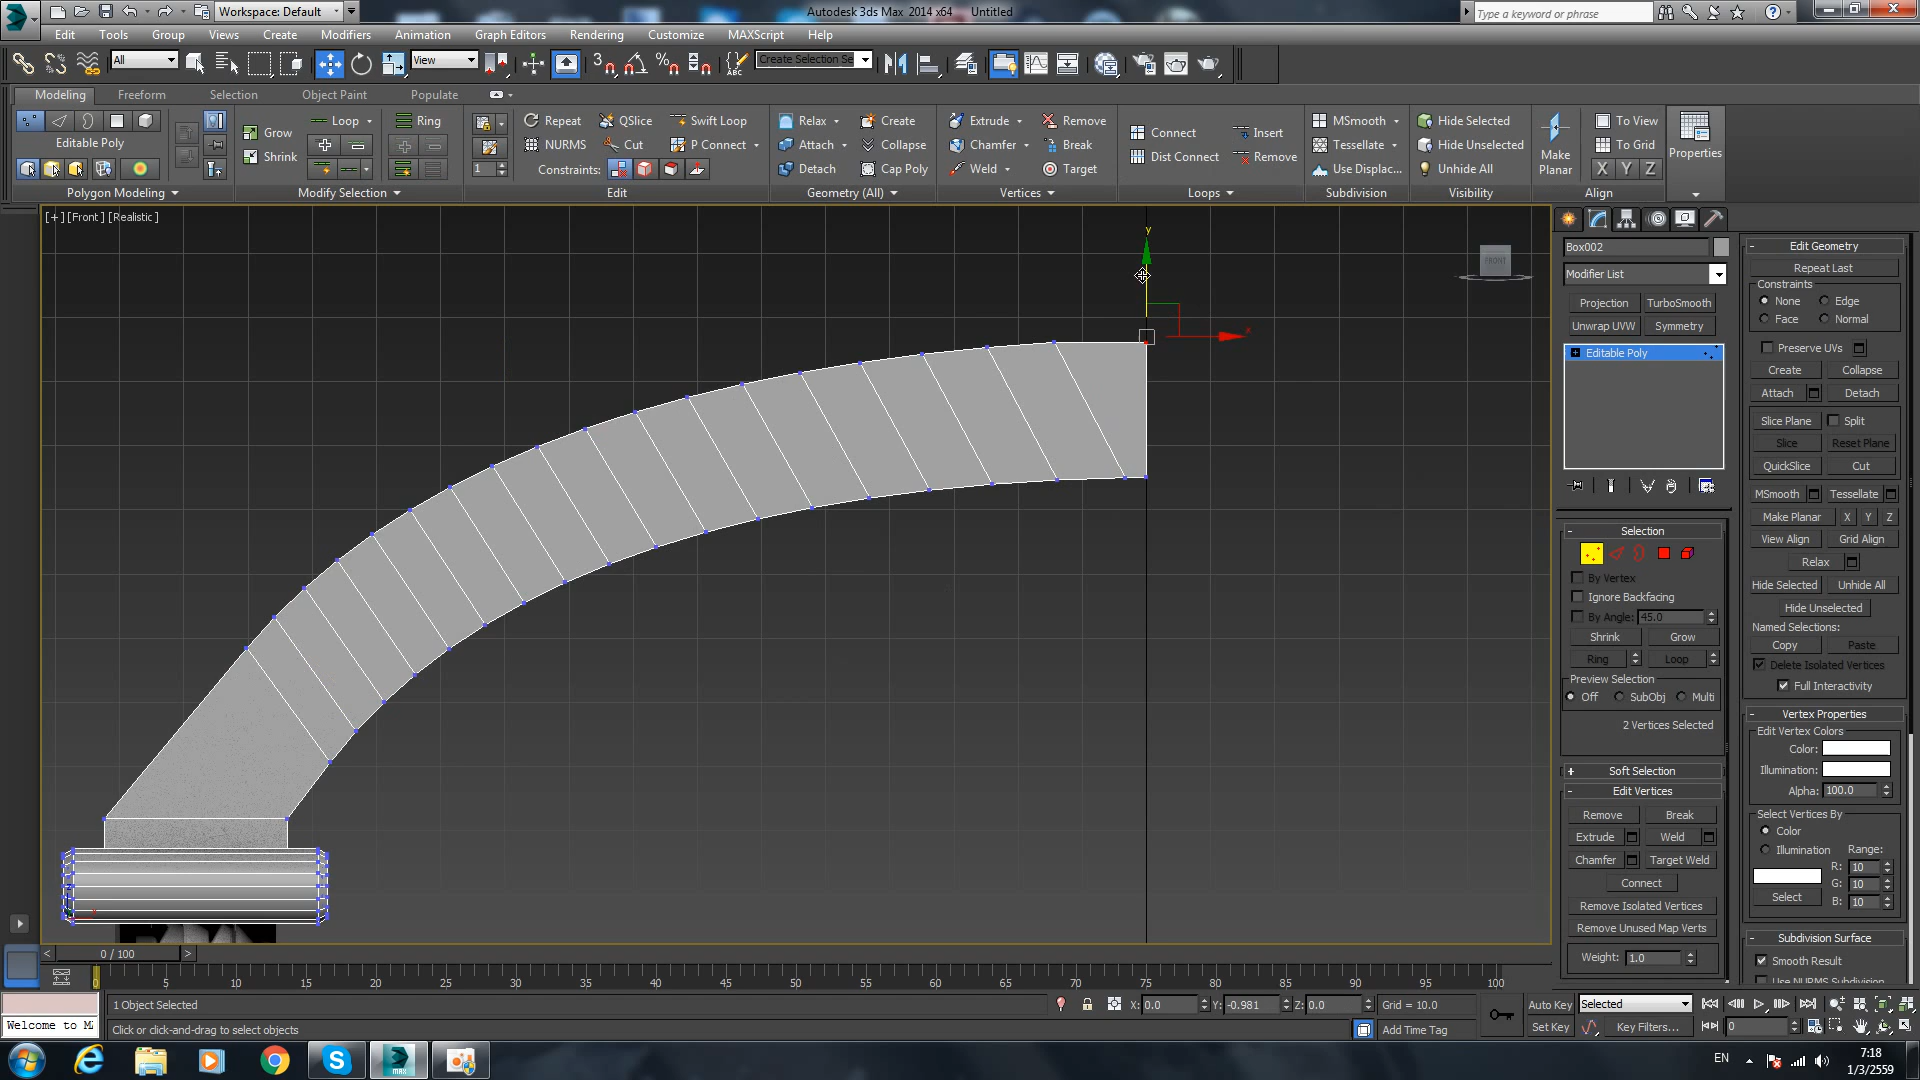 Workspace: Default
Autodesk 3ds Max 2014 x64 Untitled
Type a keyword or phrase
Edit Tools Group Views Create Modifiers Animation Graph Editors Rendering Customize MAXScript Help
All View Create Selection Se
Modeling Freeform Selection Object Paint Populate
Editable Poly
Grow
Shrink
Loop Ring
Repeat QSlice Swift Loop
NURMS Cut P Connect
1 Constraints:
Relax Create
Attach Collapse
Detach Cap Poly
Extrude Remove
Chamfer Break
Weld Target
Connect Insert
Dist Connect Remove
MSmooth
Tessellate
Use Displac...
Hide Selected
Hide Unselected
Unhide All
Make
Planar
To View
To Grid
X Y Z
Properties
Polygon Modeling Modify Selection Edit Geometry (All) Vertices Loops Subdivision Visibility Align
[+] [Front ] [Realistic ]
y
x
FRONT
Box002
Modifier List
Projection TurboSmooth
Unwrap UVW Symmetry
Editable Poly
- Selection
By Vertex
Ignore Backfacing
By Angle: 45.0
Shrink Grow
Ring Loop
Preview Selection
Off SubObj Multi
2 Vertices Selected
+ Soft Selection
- Edit Vertices
Remove Break
Extrude Weld
Chamfer Target Weld
Connect
Remove Isolated Vertices
Remove Unused Map Verts
Weight: 1.0
- Edit Geometry
Repeat Last
Constraints
None Edge
Face Normal
Preserve UVs
Create Collapse
Attach Detach
Slice Plane Split
Slice Reset Plane
QuickSlice Cut
MSmooth Tessellate
Make Planar X Y Z
View Align Grid Align
Relax
Hide Selected Unhide All
Hide Unselected
Named Selections:
Copy Paste
Delete Isolated Vertices
Full Interactivity
- Vertex Properties
Edit Vertex Colors
Color:
Illumination:
Alpha: 100.0
Select Vertices By
Color
Illumination Range:
R: 10
G: 10
Select B: 10
- Subdivision Surface
Smooth Result
Use NURMS Subdivision
< 0 / 100 >
0 5 10 15 20 25 30 35 40 45 50 55 60 65 70 75 80 85 90 95 100
1 Object Selected X: 0.0 Y: -0.981 Z: 0.0 Grid = 10.0 Auto Key Selected
Welcome to MA Click or click-and-drag to select objects Add Time Tag Set Key Key Filters... 0
EN 7:18
1/3/2559